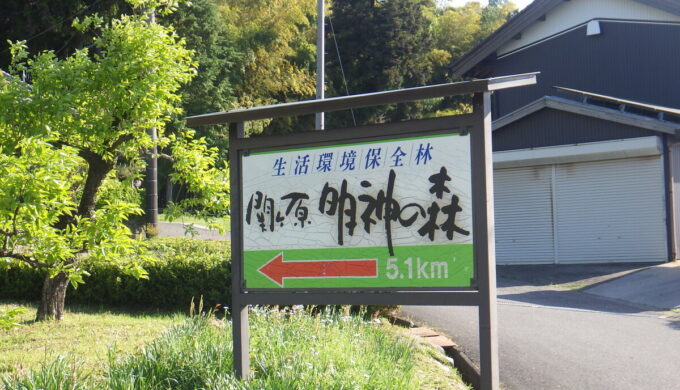 生活環境保全林
関ヶ原 明神の森
5.1km